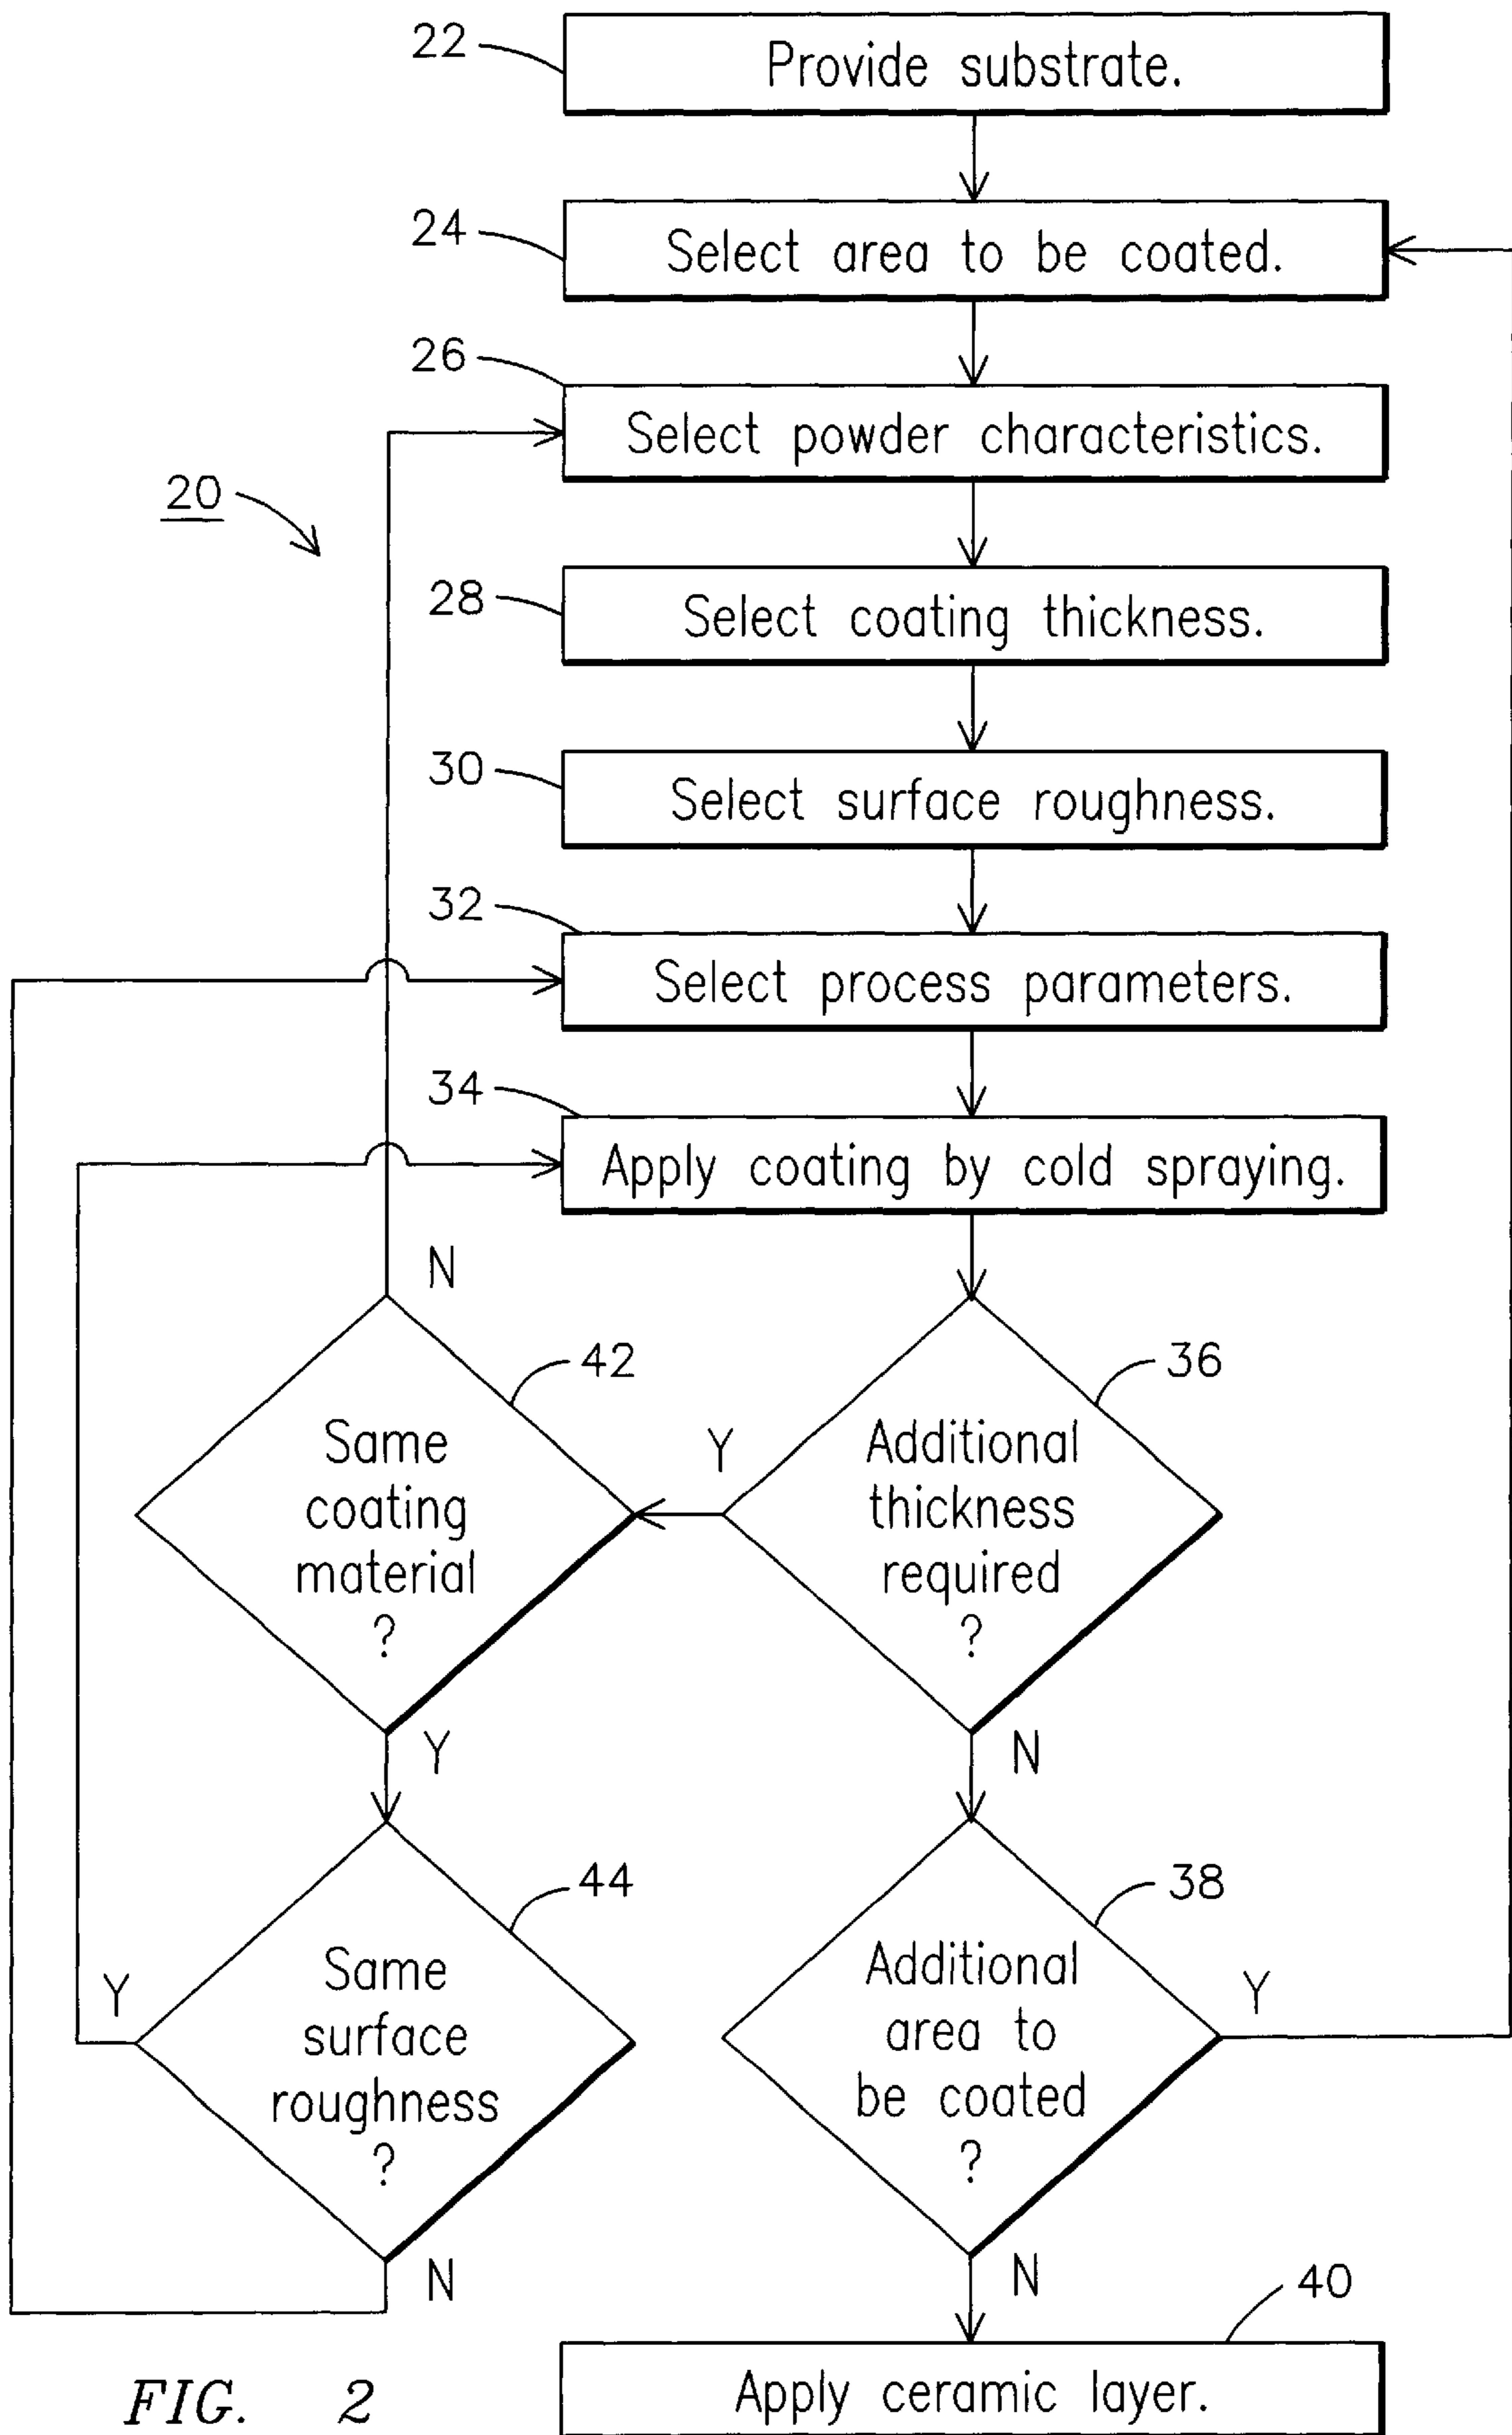 22
Provide substrate.
24
Select area to be coated.
26
Select powder characteristics.
20
28
Select coating thickness.
30
Select surface roughness.
32
Select process parameters.
34
Apply coating by cold spraying.
N
42
36
Same
coating
material
?
Y
Additional
thickness
required
?
Y
N
44
38
Same
surface
roughness
?
Y
Additional
area to
be coated
?
Y
N
N
40
Apply ceramic layer.
FIG. 2